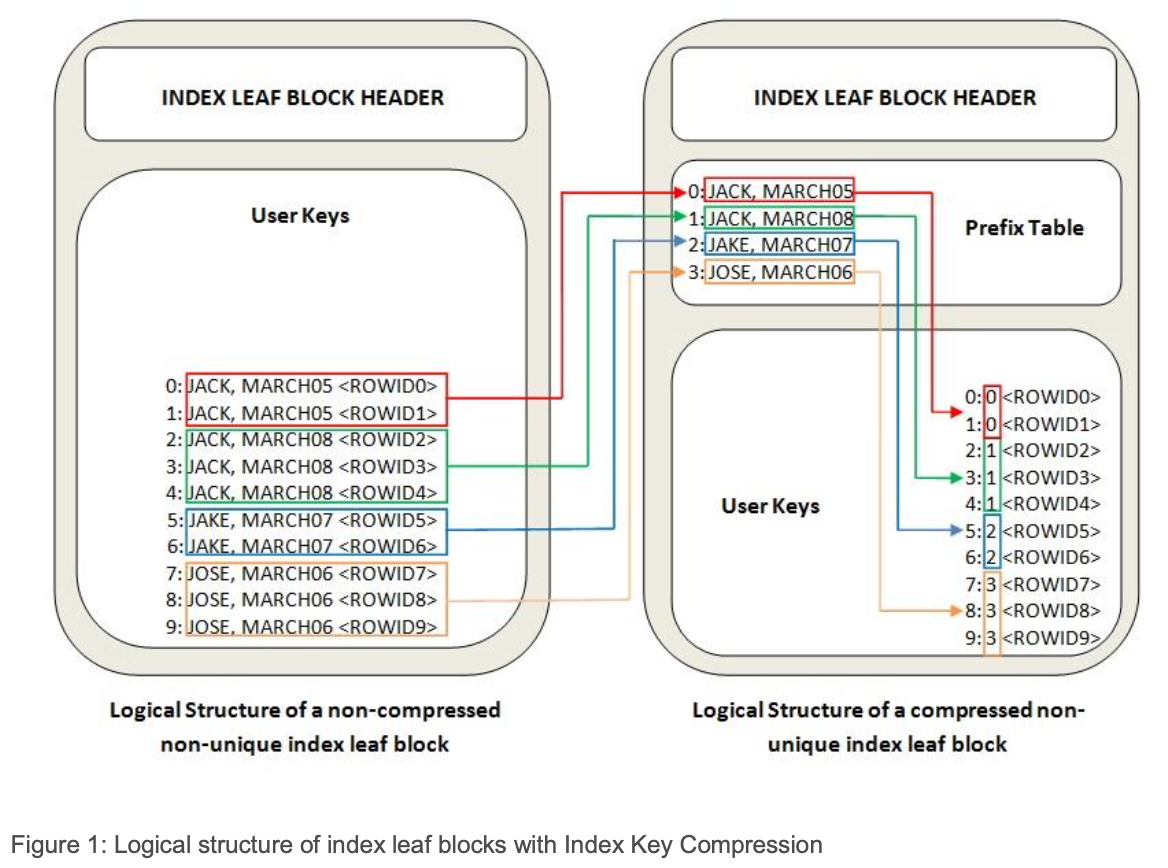 INDEX LEAF BLOCK HEADER
User Keys
0: JACK, MARCH05 <ROWID0>
1: JACK, MARCH05 <ROWID1>
2: JACK, MARCH08 <ROWID2>
3: JACK, MARCH08 <ROWID3>
4: JACK, MARCH08 <ROWID4>
5: JAKE, MARCH07 <ROWID5>
6: JAKE, MARCH07 <ROWID6>
7: JOSE, MARCH06 <ROWID7>
8: JOSE, MARCH06 <ROWID8>
9: JOSE, MARCH06 <ROWID9>
Logical Structure of a non-compressed
non-unique index leaf block
INDEX LEAF BLOCK HEADER
0: JACK, MARCH05
1: JACK, MARCH08
2: JAKE, MARCH07
3: JOSE, MARCH06
Prefix Table
User Keys
0: 0 <ROWID0>
1: 0 <ROWID1>
2: 1 <ROWID2>
3: 1 <ROWID3>
4: 1 <ROWID4>
5: 2 <ROWID5>
6: 2 <ROWID6>
7: 3 <ROWID7>
8: 3 <ROWID8>
9: 3 <ROWID9>
Logical Structure of a compressed non-
unique index leaf block
Figure 1: Logical structure of index leaf blocks with Index Key Compression